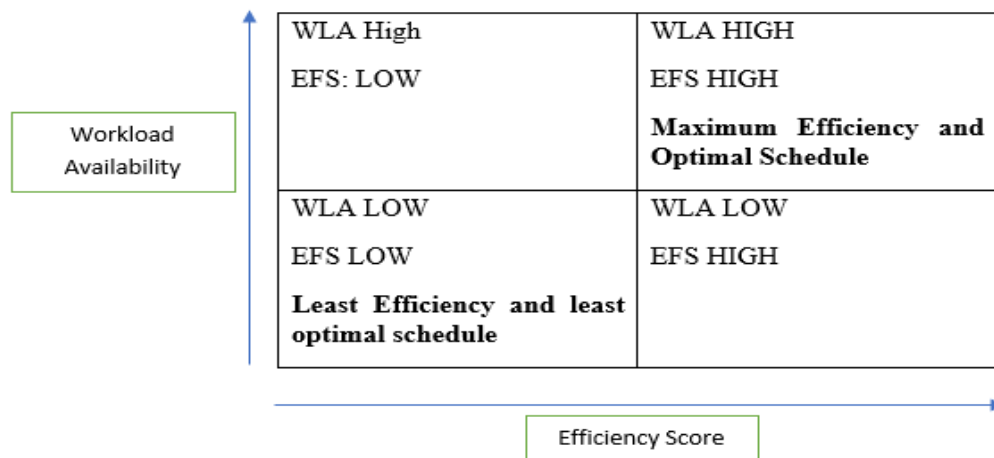 WLA High
EFS: LOW
WLA HIGH
EFS HIGH
Maximum Efficiency and
Optimal Schedule
Workload
Availability
WLA LOW
EFS LOW
Least Efficiency and least
optimal schedule
WLA LOW
EFS HIGH
Efficiency Score